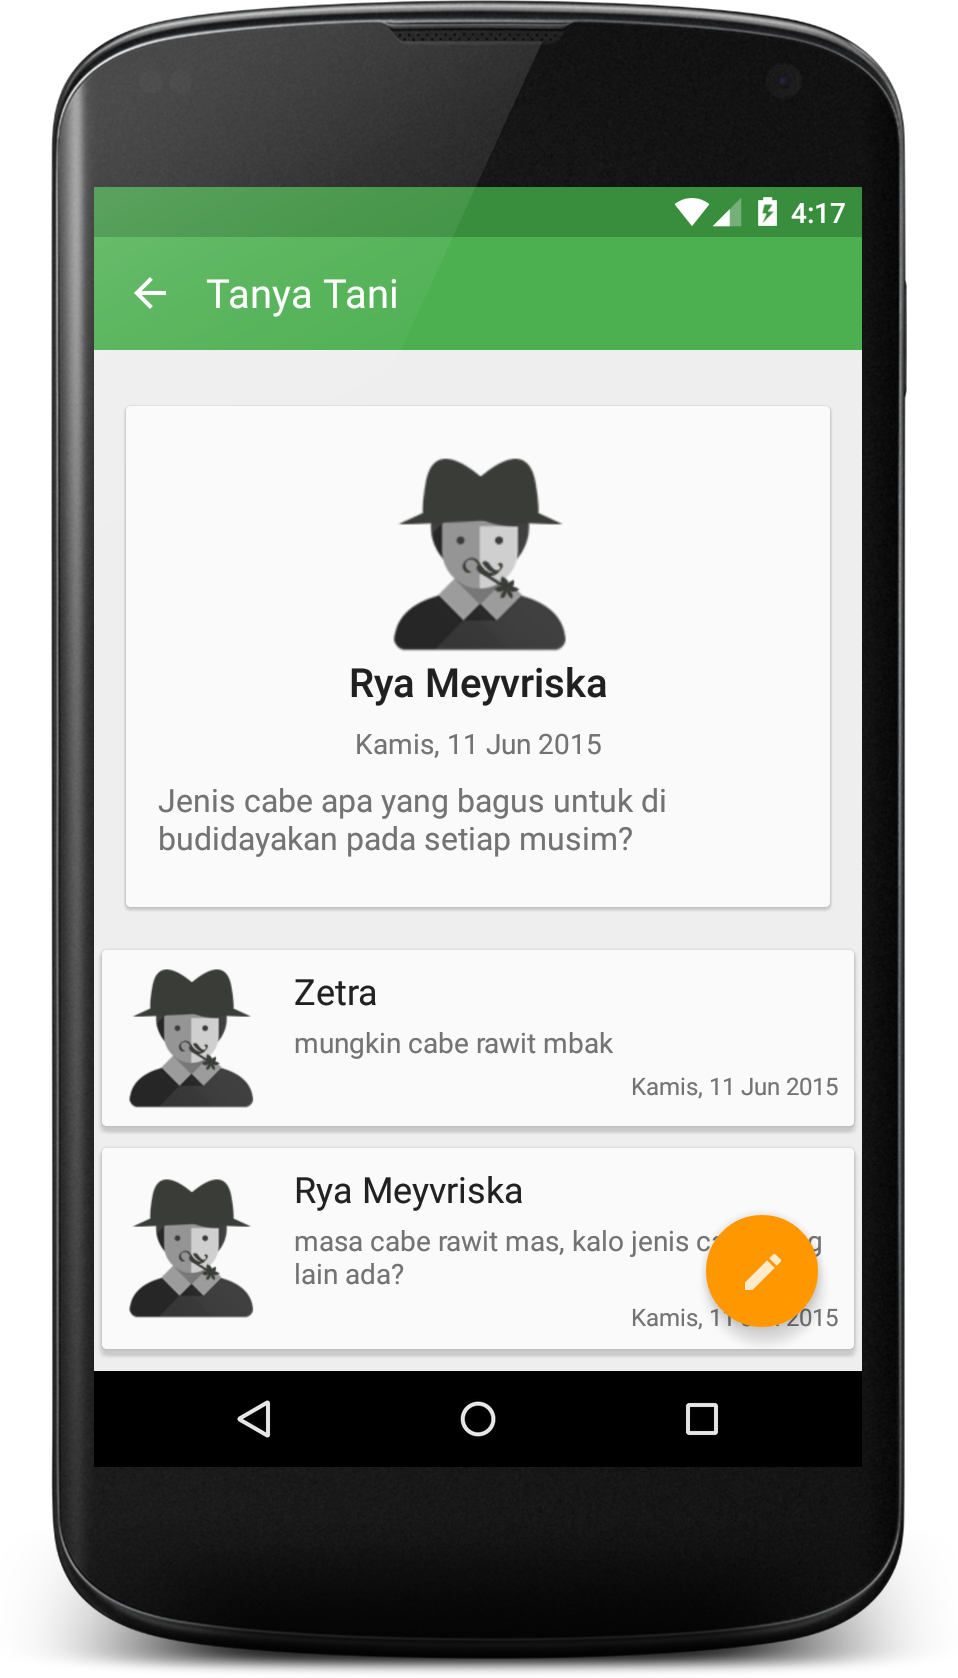 4:17
Tanya Tani
Rya Meyvriska
Kamis, 11 Jun 2015
Jenis cabe apa yang bagus untuk di
budidayakan pada setiap musim?
Zetra
mungkin cabe rawit mbak
Kamis, 11 Jun 2015
Rya Meyvriska
masa cabe rawit mas, kalo jenis
lain ada?
Kamis, 11 2015